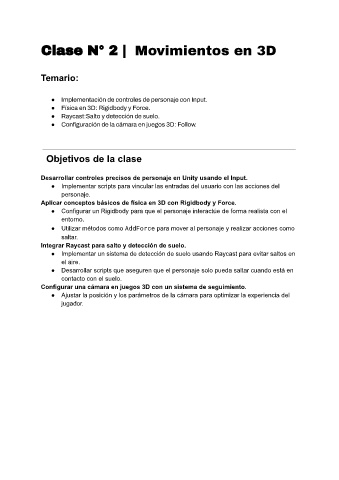 Clase N° 2 | Movimientos en 3D
Temario:
● Implementación de controles de personaje con Input.
● Física en 3D: Rigidbody y Force.
● Raycast Salto y detección de suelo.
● Configuración de la cámara en juegos 3D: Follow.
Objetivos de la clase
Desarrollar controles precisos de personaje en Unity usando el Input.
● Implementar scripts para vincular las entradas del usuario con las acciones del
personaje.
Aplicar conceptos básicos de física en 3D con Rigidbody y Force.
● Configurar un Rigidbody para que el personaje interactúe de forma realista con el
entorno.
● Utilizar métodos como AddForce para mover al personaje y realizar acciones como
saltar.
Integrar Raycast para salto y detección de suelo.
● Implementar un sistema de detección de suelo usando Raycast para evitar saltos en
el aire.
● Desarrollar scripts que aseguren que el personaje solo pueda saltar cuando está en
contacto con el suelo.
Configurar una cámara en juegos 3D con un sistema de seguimiento.
● Ajustar la posición y los parámetros de la cámara para optimizar la experiencia del
jugador.